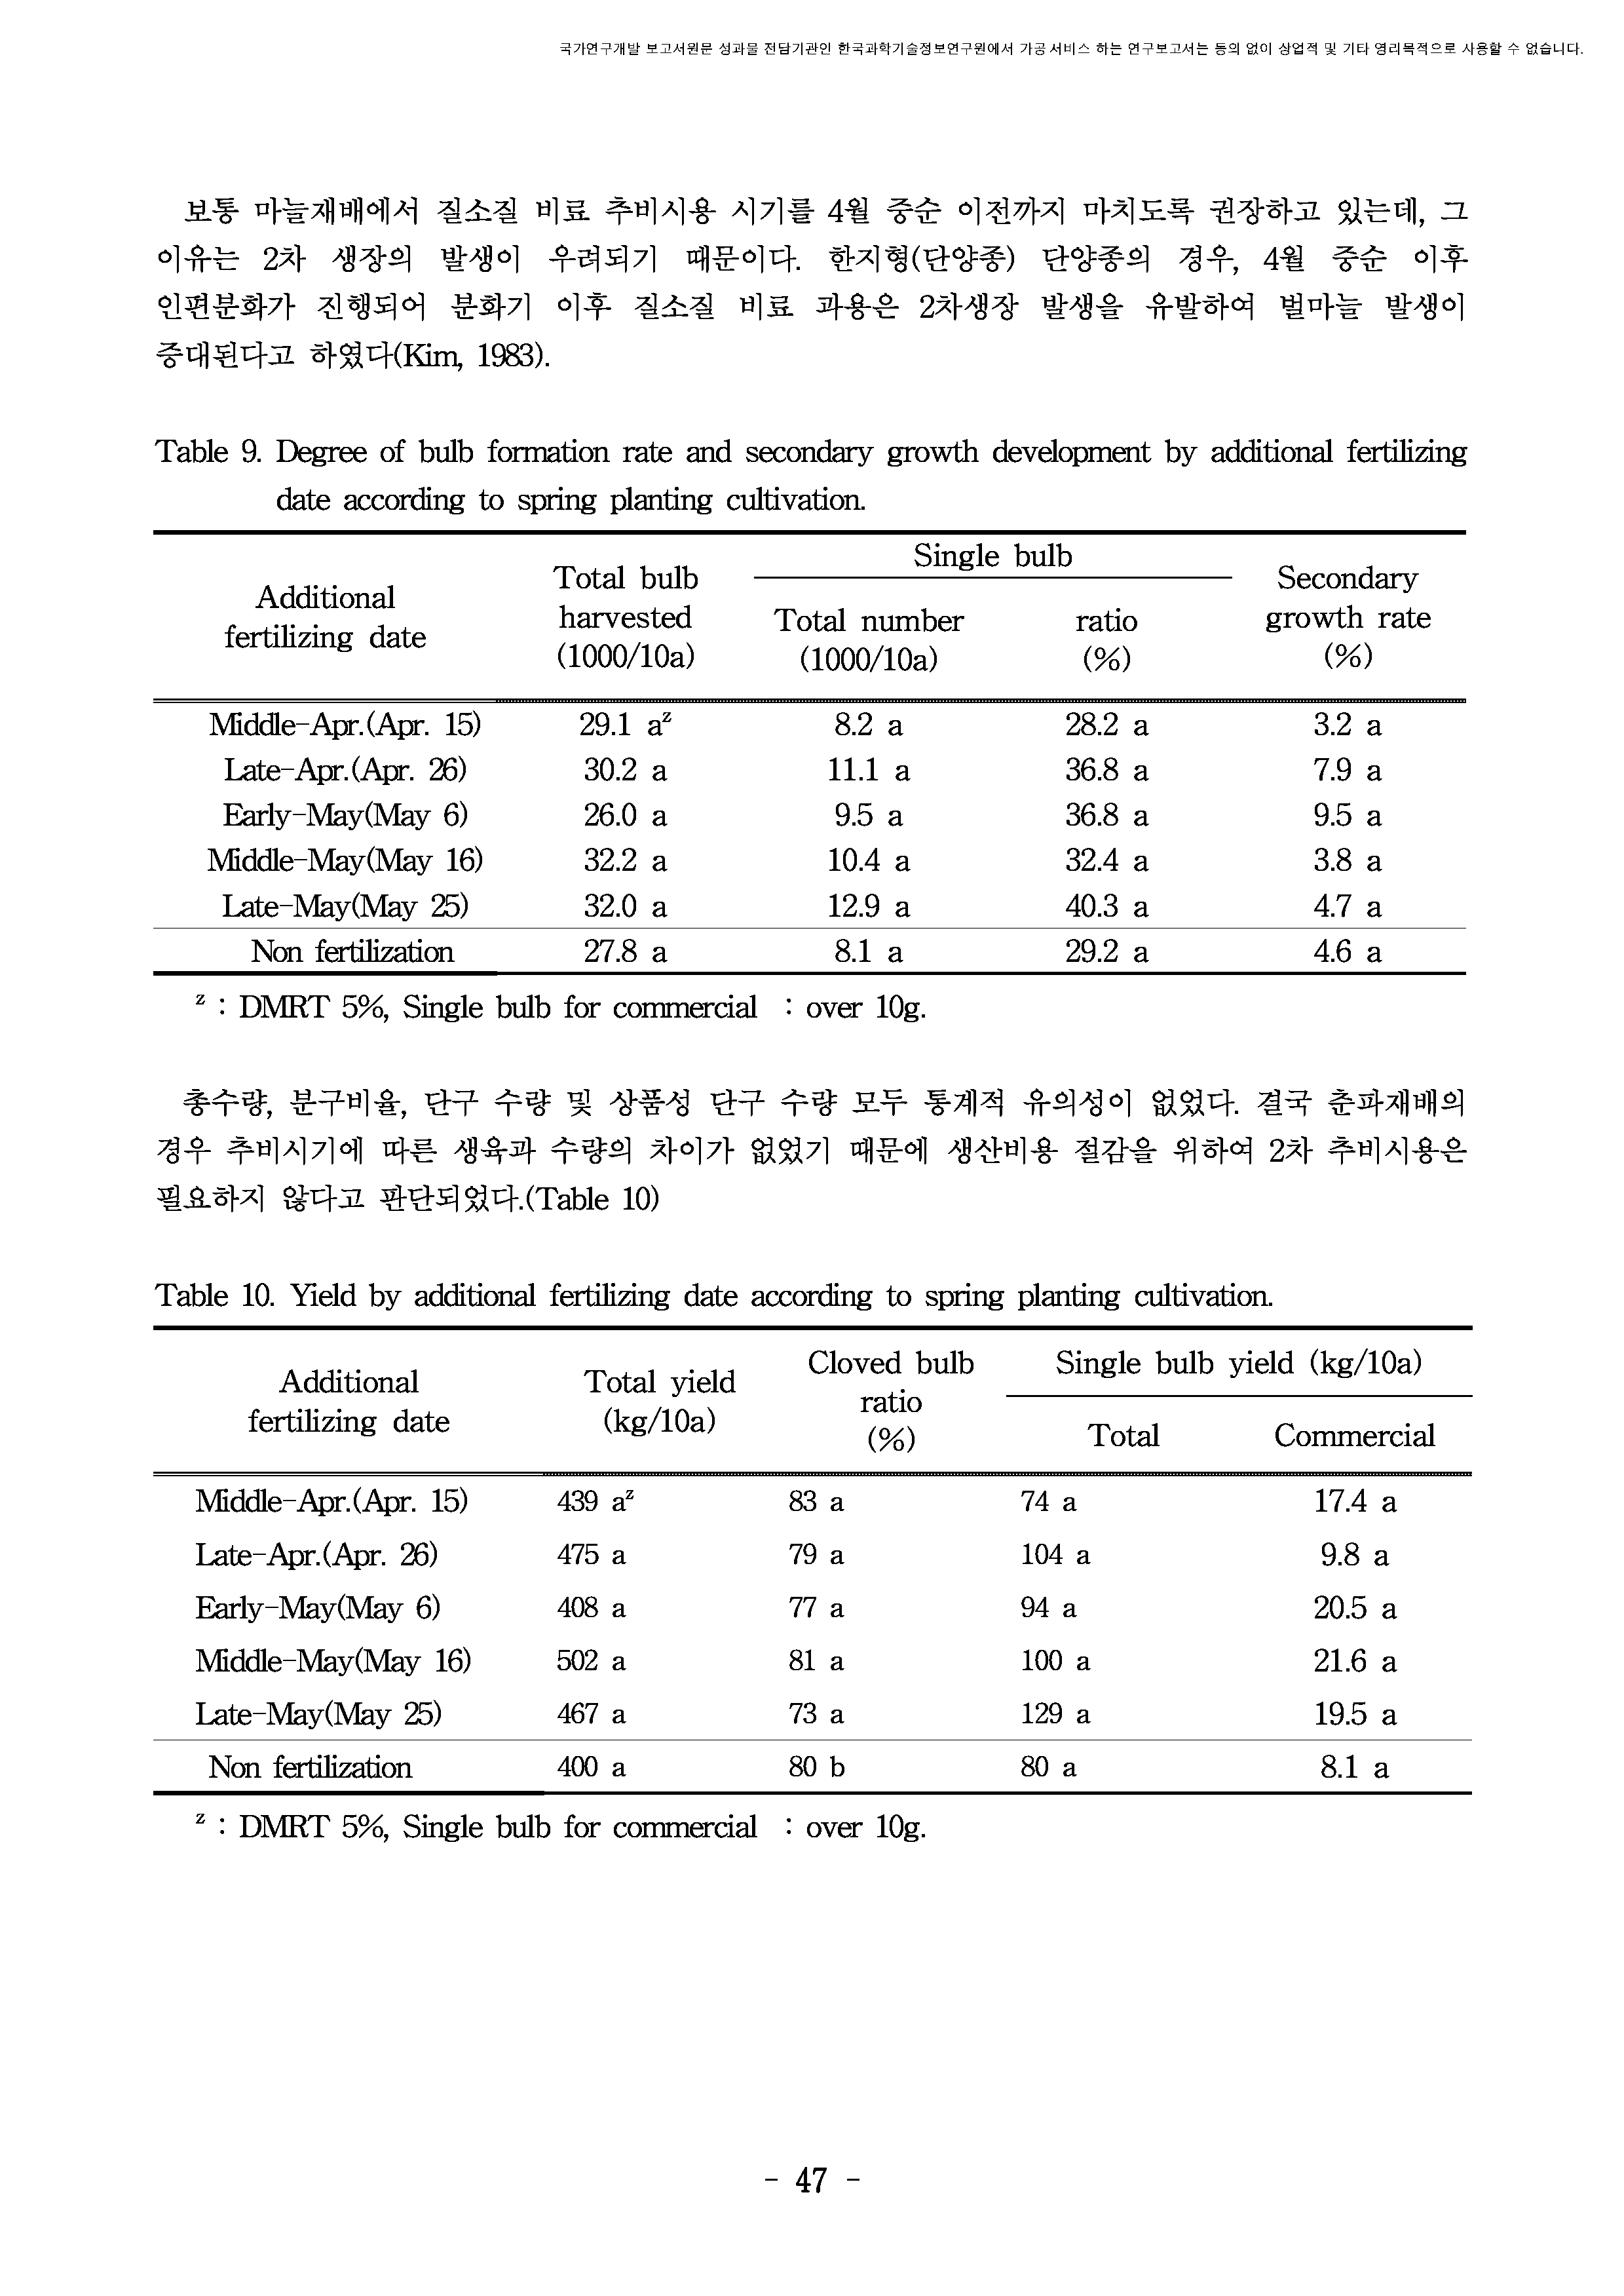 국가연구개발 보고서원문 성과물 전담기관인 한국과학기술정보연구원에서 가공·서비스 하는 연구보고서는 동의 없이 상업적 및 기타 영리목적으로 사용할 수 없습니다.
보통 마늘재배에서 질소질 비료 추비시용 시기를 4월 중순 이전까지 마치도록 권장하고 있는데, 그
이유는 2차 생장의 발생이 우려되기 때문이다. 한지형(단양종) 단양종의 경우, 4월 중순 이후
인편분화가 진행되어 분화기 이후 질소질 비료 과용은 2차생장 발생을 유발하여 벌마늘 발생이
증대된다고 하였다(Kim, 1983).
Table 9. Degree of bulb formation rate and secondary growth development by additional fertilizing
date according to spring planting cultivation.
Additional fertilizing date | Total bulb harvested (1000/10a) | Single bulb | Secondary growth rate (%)
Total number (1000/10a) | ratio (%)
Middle-Apr.(Apr. 15) 29.1 aᶻ 8.2 a 28.2 a 3.2 a
Late-Apr.(Apr. 26) 30.2 a 11.1 a 36.8 a 7.9 a
Early-May(May 6) 26.0 a 9.5 a 36.8 a 9.5 a
Middle-May(May 16) 32.2 a 10.4 a 32.4 a 3.8 a
Late-May(May 25) 32.0 a 12.9 a 40.3 a 4.7 a
Non fertilization 27.8 a 8.1 a 29.2 a 4.6 a
ᶻ : DMRT 5%, Single bulb for commercial : over 10g.
총수량, 분구비율, 단구 수량 및 상품성 단구 수량 모두 통계적 유의성이 없었다. 결국 춘파재배의
경우 추비시기에 따른 생육과 수량의 차이가 없었기 때문에 생산비용 절감을 위하여 2차 추비시용은
필요하지 않다고 판단되었다.(Table 10)
Table 10. Yield by additional fertilizing date according to spring planting cultivation.
Additional fertilizing date | Total yield (kg/10a) | Cloved bulb ratio (%) | Single bulb yield (kg/10a)
Total | Commercial
Middle-Apr.(Apr. 15) 439 aᶻ 83 a 74 a 17.4 a
Late-Apr.(Apr. 26) 475 a 79 a 104 a 9.8 a
Early-May(May 6) 408 a 77 a 94 a 20.5 a
Middle-May(May 16) 502 a 81 a 100 a 21.6 a
Late-May(May 25) 467 a 73 a 129 a 19.5 a
Non fertilization 400 a 80 b 80 a 8.1 a
ᶻ : DMRT 5%, Single bulb for commercial : over 10g.
- 47 -